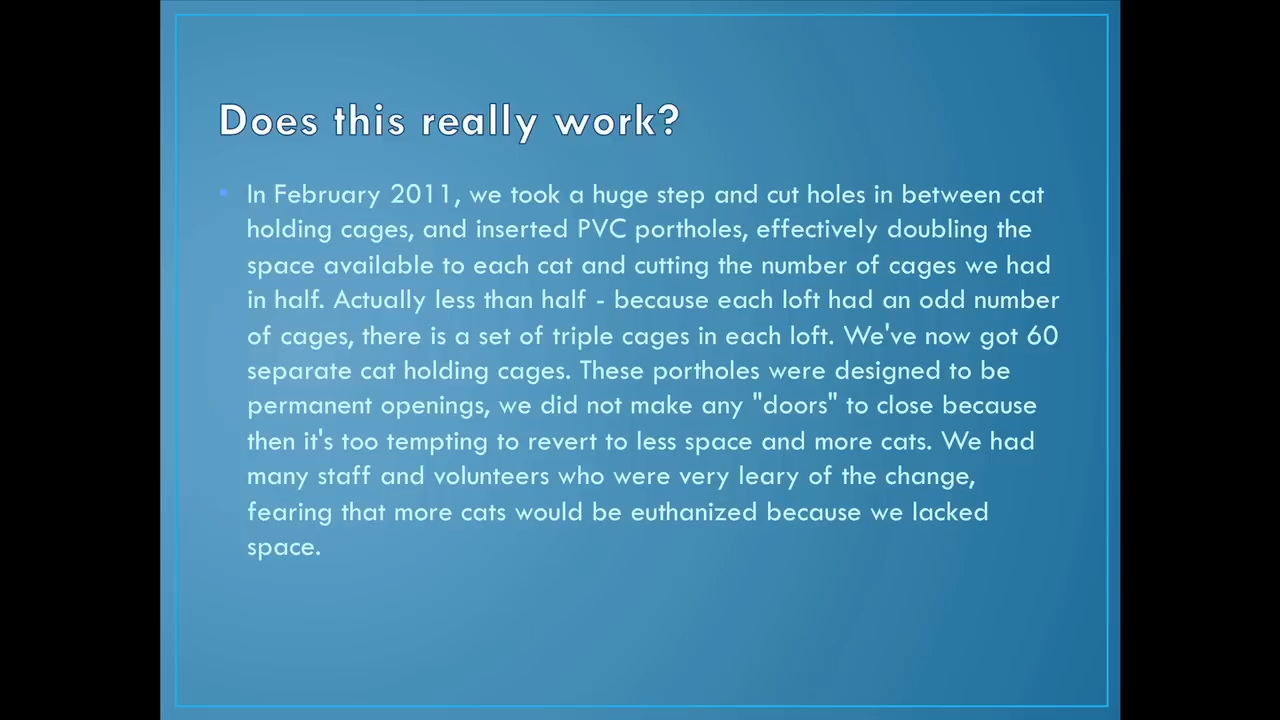 Does this really work?
• In February 2011, we took a huge step and cut holes in between cat
holding cages, and inserted PVC portholes, effectively doubling the
space available to each cat and cutting the number of cages we had
in half. Actually less than half - because each loft had an odd number
of cages, there is a set of triple cages in each loft. We've now got 60
separate cat holding cages. These portholes were designed to be
permanent openings, we did not make any "doors" to close because
then it's too tempting to revert to less space and more cats. We had
many staff and volunteers who were very leary of the change,
fearing that more cats would be euthanized because we lacked
space.